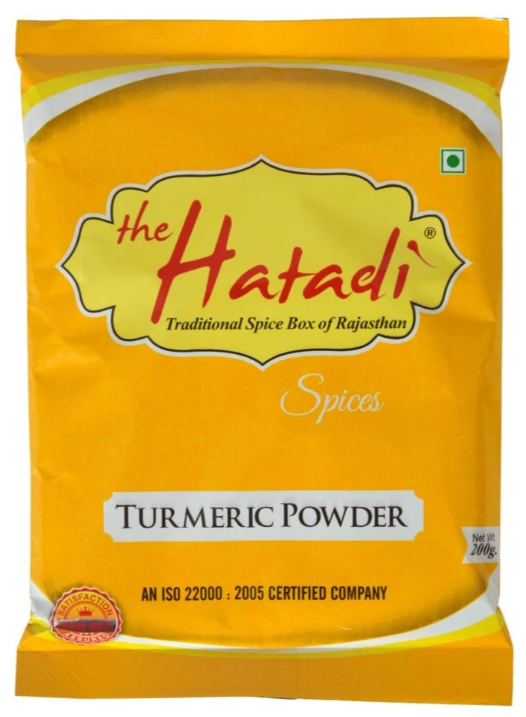 the
Hatadi®
Traditional Spice Box of Rajasthan
Spices
TURMERIC POWDER
Net Wt
200g.
AN ISO 22000 : 2005 CERTIFIED COMPANY
SATISFACTION
ASSURED